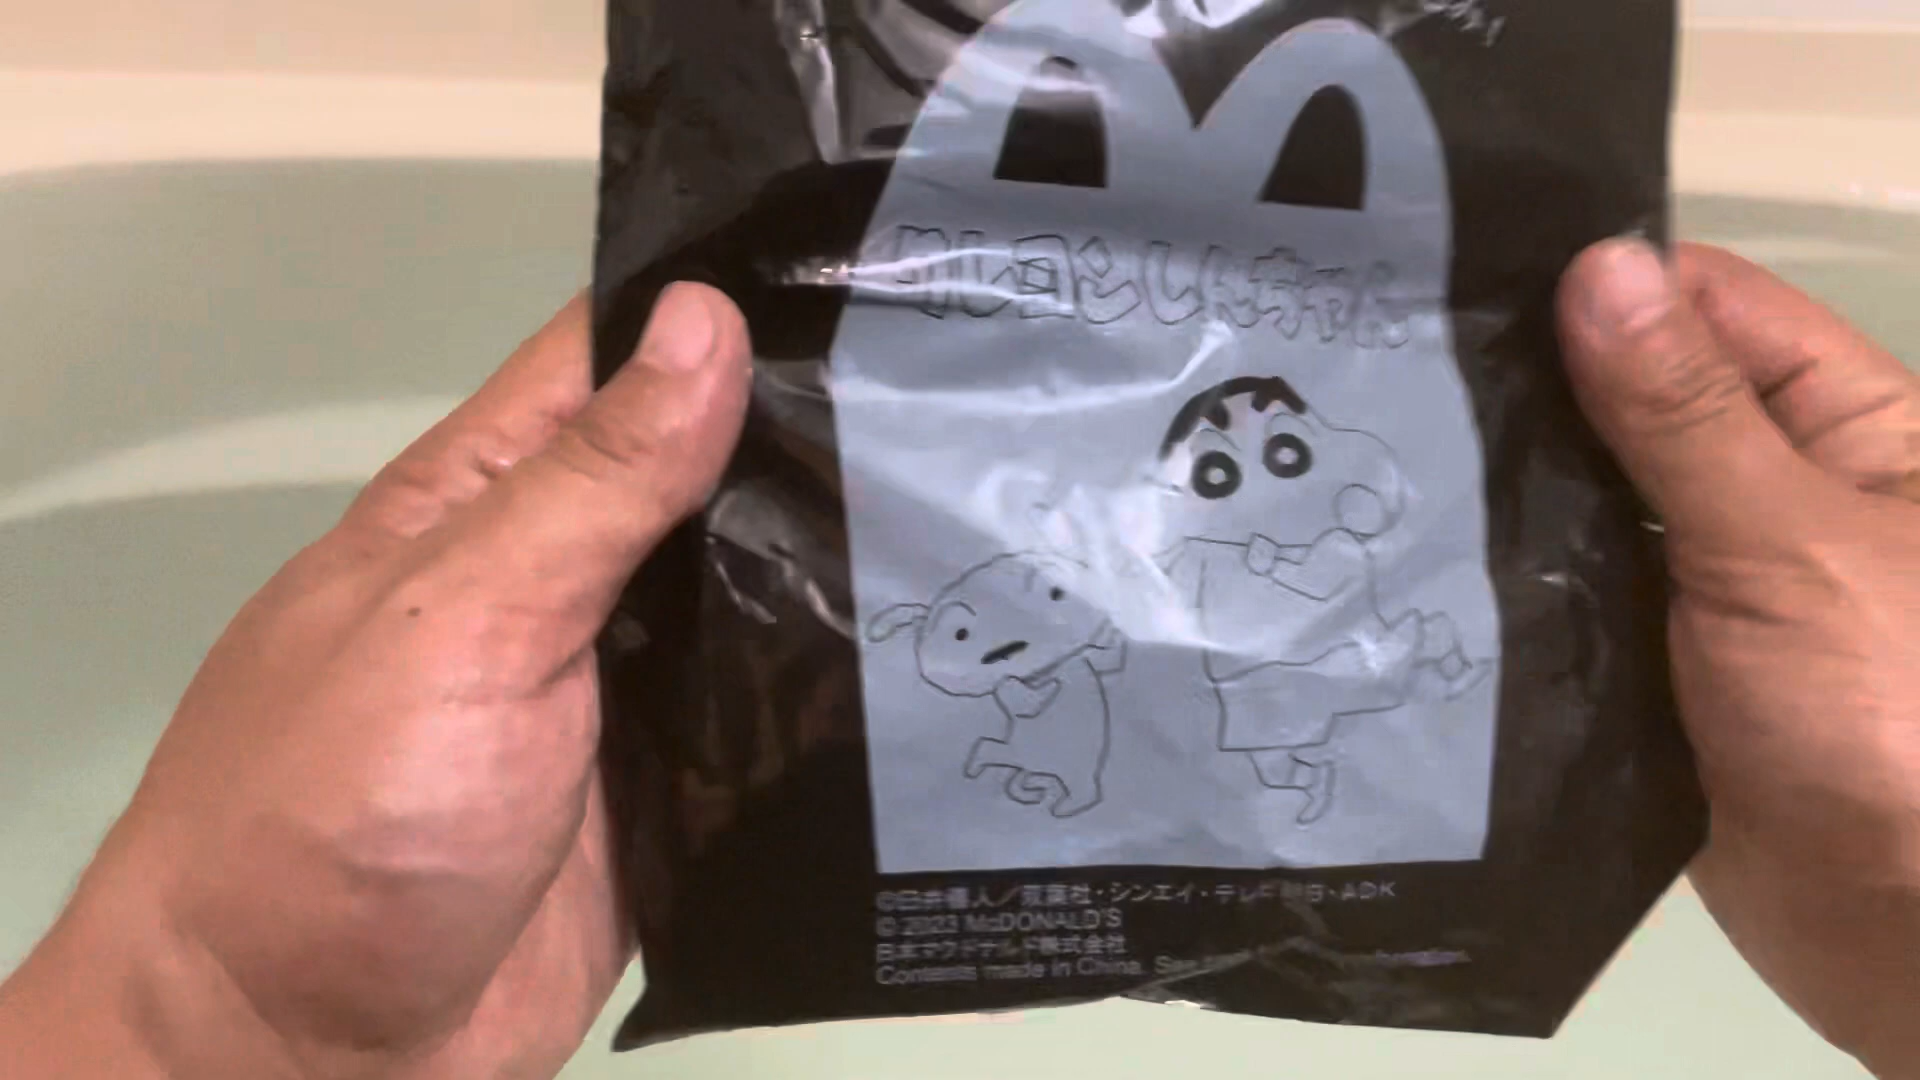 クレヨンしんちゃん
©臼井儀人／双葉社・シンエイ・テレビ朝日・ADK
© 2023 McDONALD'S
日本マクドナルド株式会社
Contents made in China. See